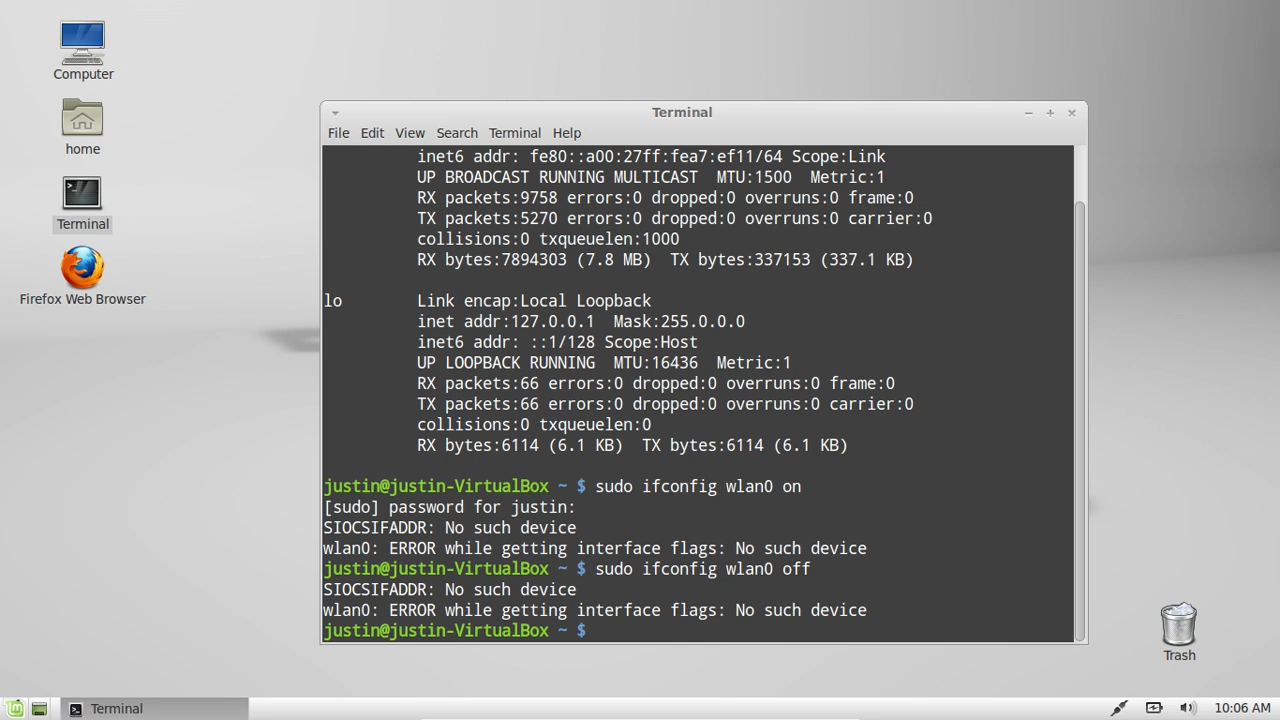 Computer
home
Terminal
Firefox Web Browser
Terminal
File Edit View Search Terminal Help
inet6 addr: fe80::a00:27ff:fea7:ef11/64 Scope:Link
UP BROADCAST RUNNING MULTICAST  MTU:1500  Metric:1
RX packets:9758 errors:0 dropped:0 overruns:0 frame:0
TX packets:5270 errors:0 dropped:0 overruns:0 carrier:0
collisions:0 txqueuelen:1000
RX bytes:7894303 (7.8 MB)  TX bytes:337153 (337.1 KB)
lo        Link encap:Local Loopback
inet addr:127.0.0.1  Mask:255.0.0.0
inet6 addr: ::1/128 Scope:Host
UP LOOPBACK RUNNING  MTU:16436  Metric:1
RX packets:66 errors:0 dropped:0 overruns:0 frame:0
TX packets:66 errors:0 dropped:0 overruns:0 carrier:0
collisions:0 txqueuelen:0
RX bytes:6114 (6.1 KB)  TX bytes:6114 (6.1 KB)
justin@justin-VirtualBox ~ $ sudo ifconfig wlan0 on
[sudo] password for justin:
SIOCSIFADDR: No such device
wlan0: ERROR while getting interface flags: No such device
justin@justin-VirtualBox ~ $ sudo ifconfig wlan0 off
SIOCSIFADDR: No such device
wlan0: ERROR while getting interface flags: No such device
justin@justin-VirtualBox ~ $
Trash
Terminal
10:06 AM